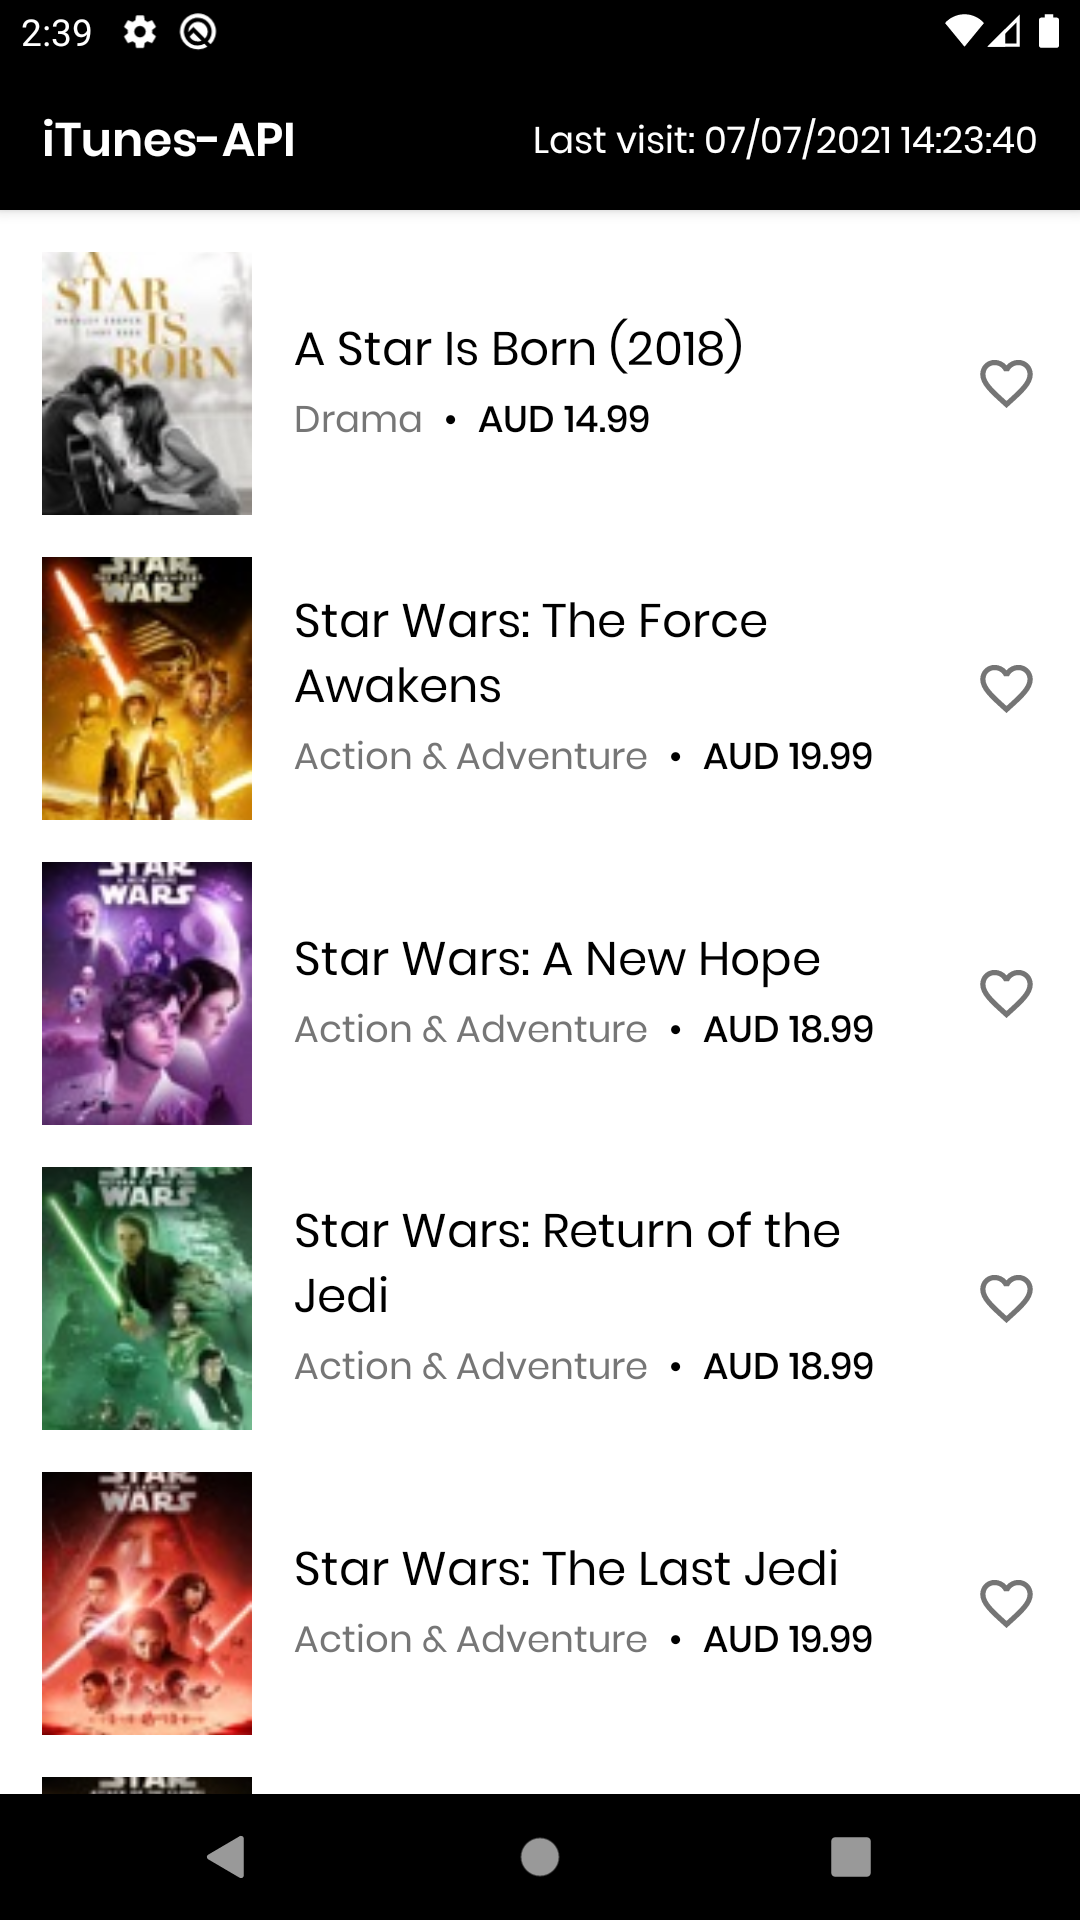 2:39
iTunes-API
Last visit: 07/07/2021 14:23:40
A
STAR
IS
BORN
A Star Is Born (2018)
Drama • AUD 14.99
STAR
WARS
Star Wars: The Force
Awakens
Action & Adventure • AUD 19.99
STAR
WARS
Star Wars: A New Hope
Action & Adventure • AUD 18.99
STAR
WARS
Star Wars: Return of the
Jedi
Action & Adventure • AUD 18.99
STAR
WARS
Star Wars: The Last Jedi
Action & Adventure • AUD 19.99
STAR